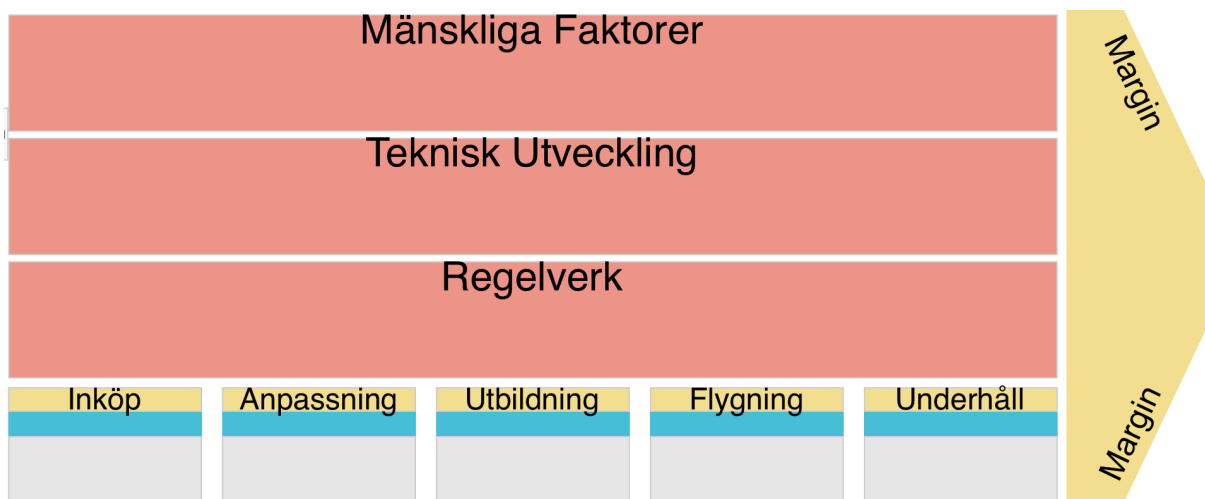 Mänskliga Faktorer
Margin
Teknisk Utveckling
Regelverk
Inköp
Anpassning
Utbildning
Flygning
Underhåll
Margin